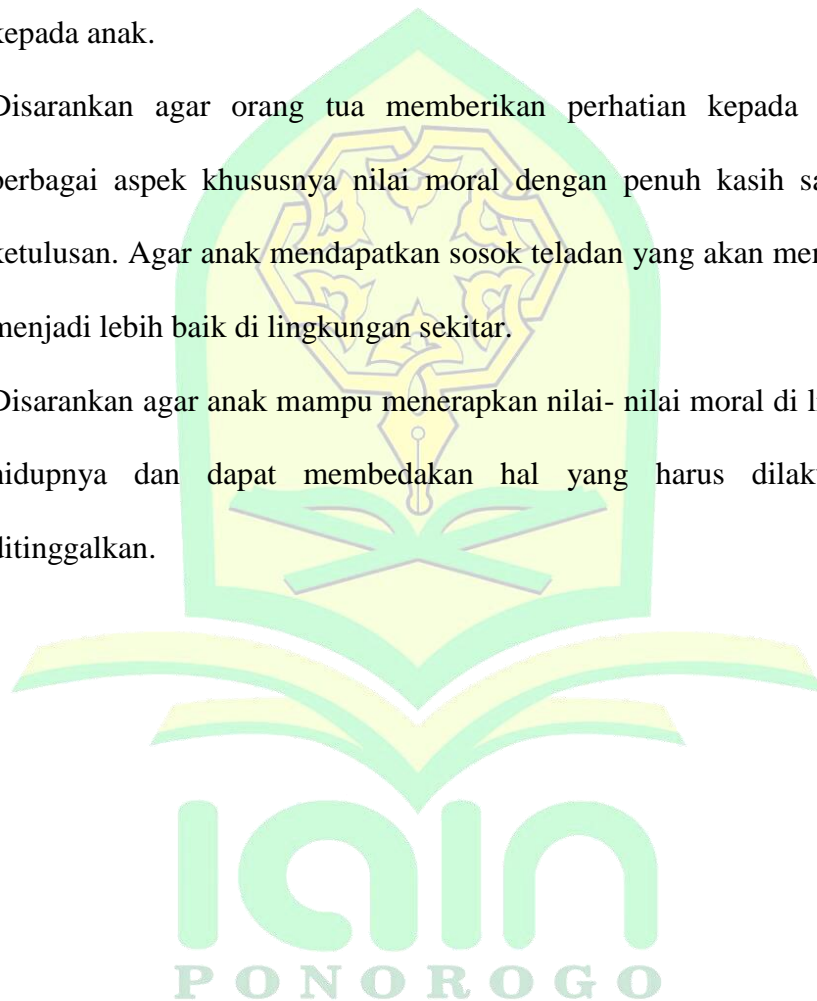 kepada anak.
Disarankan agar orang tua memberikan perhatian kepada
berbagai aspek khususnya nilai moral dengan penuh kasih
ketulusan. Agar anak mendapatkan sosok teladan yang akan
menjadi lebih baik di lingkungan sekitar.
Disarankan agar anak mampu menerapkan nilai- nilai moral di
hidupnya dan dapat membedakan hal yang harus
ditinggalkan.
IAIN
PONOROGO